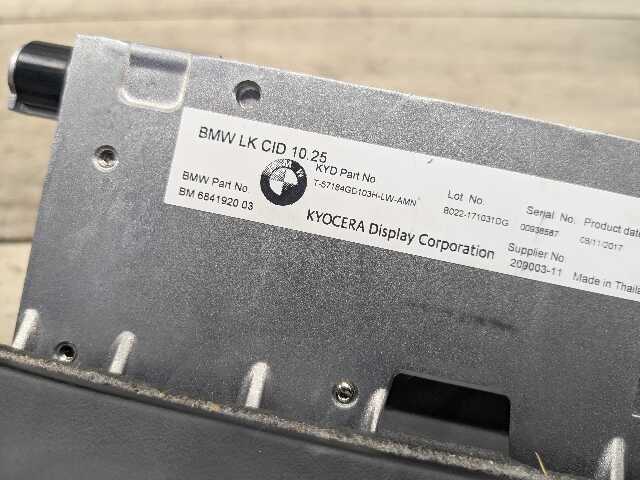 BMW LK CID 10.25
BMW Part No
BM 6841920 03
BMW
KYD Part No
T-57184GD103H-LW-AMN
KYOCERA Display Corporation
Lot No.
8022-171031DG
Serial No.
00938587
Product date
09/11/2017
Supplier No
209003-11
Made in Thaila